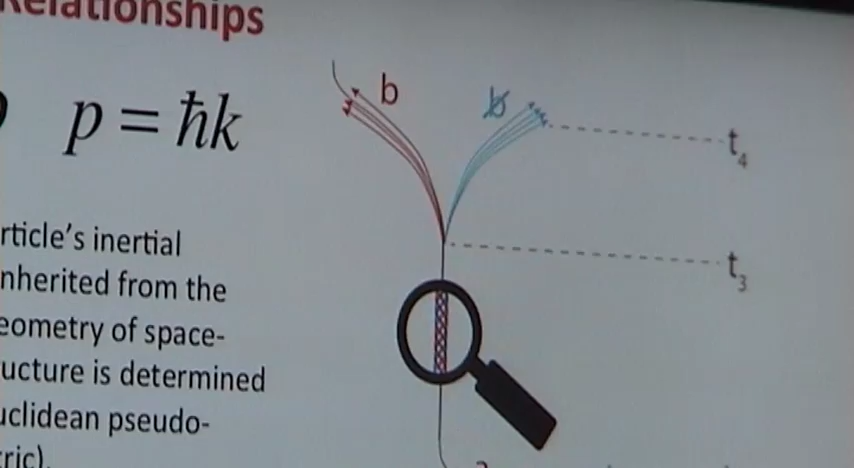 Relationships
p = ħk
b
b
t₄
t₃
rticle's inertial
nherited from the
eometry of space-
ucture is determined
uclidean pseudo-
ric).